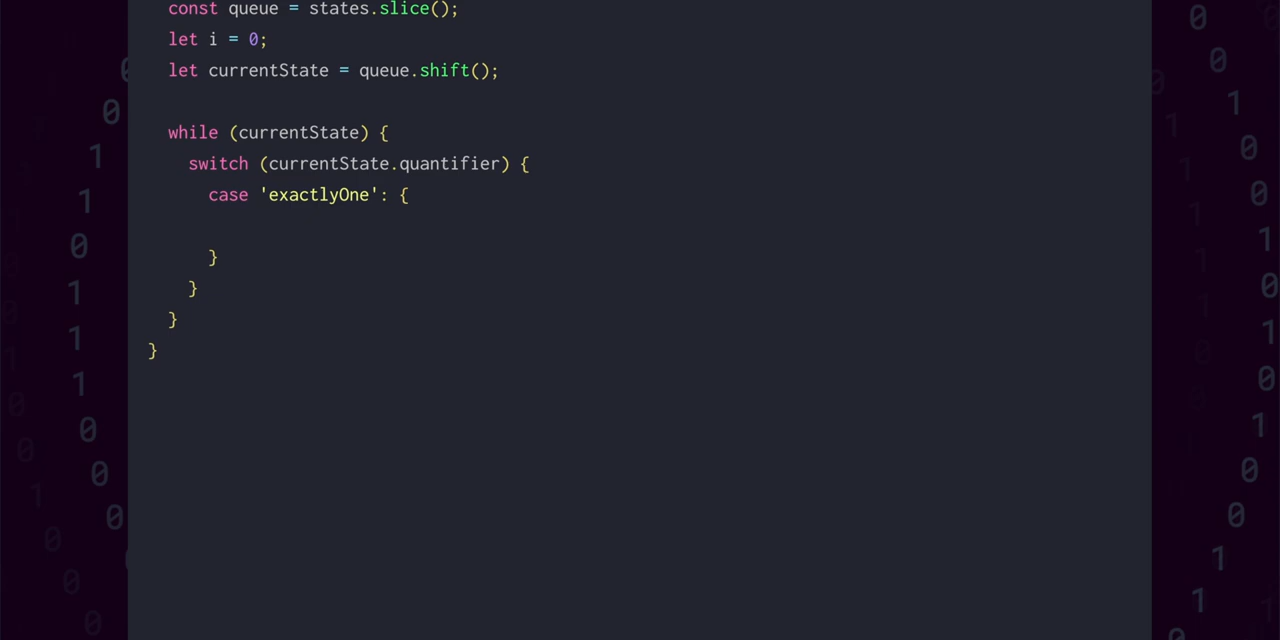 const queue = states.slice();
let i = 0;
let currentState = queue.shift();
while (currentState) {
switch (currentState.quantifier) {
case 'exactlyOne': {
}
}
}
}